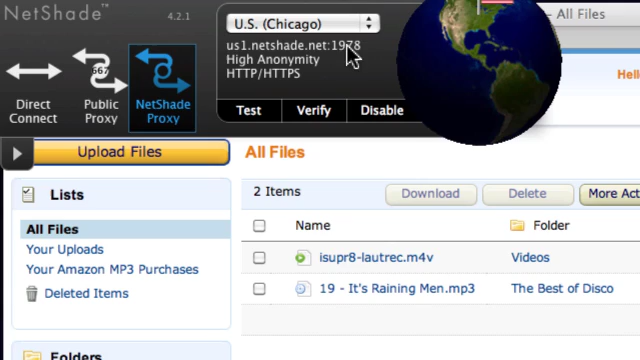 NetShade™ 4.2.1
U.S. (Chicago)
us1.netshade.net:1978
High Anonymity
HTTP/HTTPS
667
Direct Connect
Public Proxy
NetShade Proxy
Test Verify Disable
– All Files
Hello
Upload Files
All Files
Lists
2 Items Download Delete More Act
All Files
Your Uploads
Your Amazon MP3 Purchases
Deleted Items
Name Folder
isupr8-lautrec.m4v Videos
19 - It's Raining Men.mp3 The Best of Disco
Folders